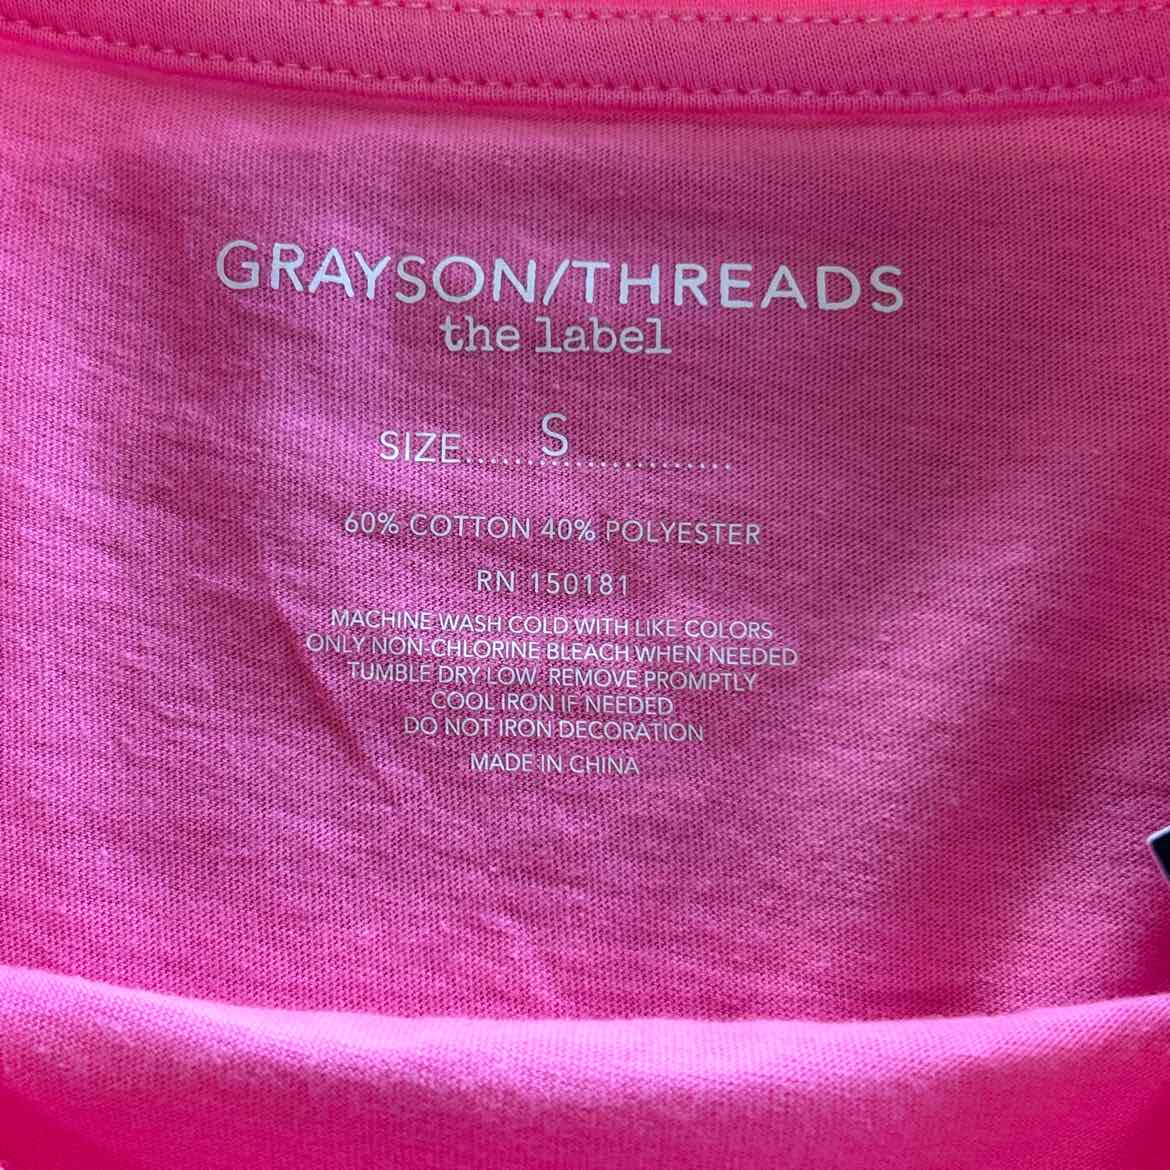 GRAYSON/THREADS
the label
SIZE......S......................
60% COTTON 40% POLYESTER
RN 150181
MACHINE WASH COLD WITH LIKE COLORS
ONLY NON-CHLORINE BLEACH WHEN NEEDED
TUMBLE DRY LOW. REMOVE PROMPTLY
COOL IRON IF NEEDED
DO NOT IRON DECORATION
MADE IN CHINA